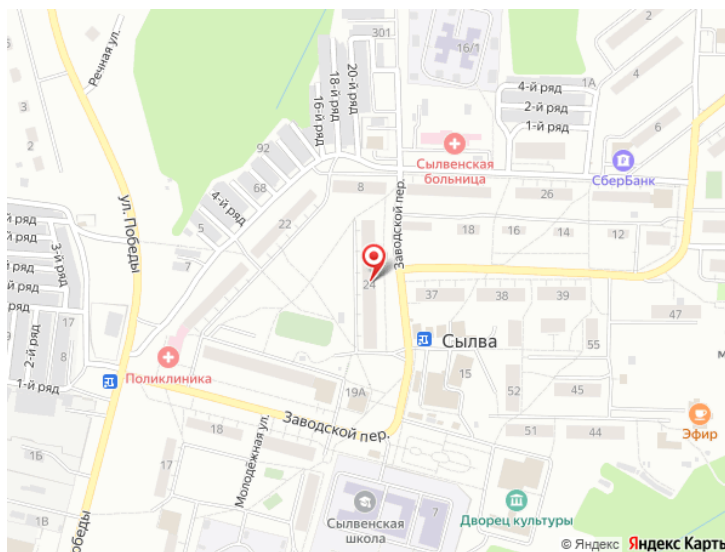 301
16/1
Речная ул.
20-й ряд
18-й ряд
16-й ряд
1А
4-й ряд
2-й ряд
1-й ряд
4
6
3
2
92
Сылвенская
больница
СберБанк
68
4-й ряд
8
26
ул. Победы
5
22
Заводской пер.
18
16
14
12
3-й ряд
7
24
37
38
39
47
17
8
2-й ряд
1-й ряд
Сылва
55
Поликлиника
15
м
19А
52
45
Заводской пер.
18
Молодёжная ул.
51
44
Эфир
1Б
17
1В
Победы
Сылвенская
школа
7
Дворец культуры
© Яндекс Яндекс Карты